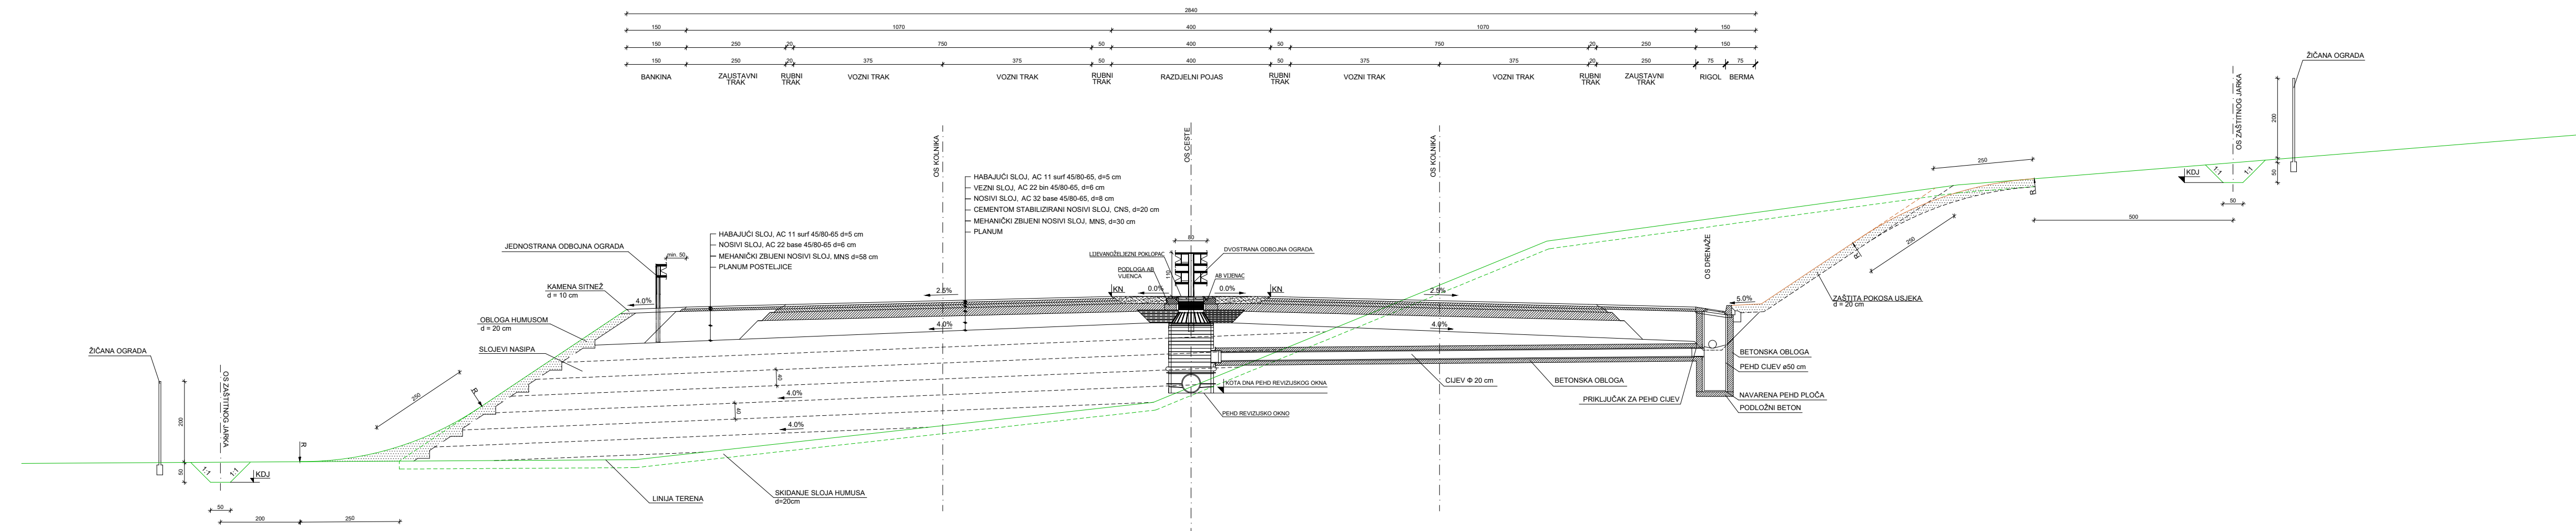 2840
150 1070 400 1070 150
150 250 20 750 50 400 50 750 20 250 150
150 250 20 375 375 50 400 50 375 375 20 250 75 75
BANKINA
ZAUSTAVNI
TRAK
RUBNI
TRAK
VOZNI TRAK
VOZNI TRAK
RUBNI
TRAK
RAZDJELNI POJAS
RUBNI
TRAK
VOZNI TRAK
VOZNI TRAK
RUBNI
TRAK
ZAUSTAVNI
TRAK
RIGOL
BERMA
ŽIČANA OGRADA
OS ZAŠTITNOG JARKA
200
50
1:1
1:1
KDJ
50
500
250
R
250
R
OS KOLNIKA
OS CESTE
OS KOLNIKA
OS DRENAŽE
HABAJUĆI SLOJ, AC 11 surf 45/80-65, d=5 cm
VEZNI SLOJ, AC 22 bin 45/80-65, d=6 cm
NOSIVI SLOJ, AC 32 base 45/80-65, d=8 cm
CEMENTOM STABILIZIRANI NOSIVI SLOJ, CNS, d=20 cm
MEHANIČKI ZBIJENI NOSIVI SLOJ, MNS, d=30 cm
PLANUM
HABAJUĆI SLOJ, AC 11 surf 45/80-65 d=5 cm
NOSIVI SLOJ, AC 22 base 45/80-65 d=6 cm
MEHANIČKI ZBIJENI NOSIVI SLOJ, MNS d=58 cm
PLANUM POSTELJICE
JEDNOSTRANA ODBOJNA OGRADA
min. 50
KAMENA SITNEŽ
d = 10 cm
OBLOGA HUMUSOM
d = 20 cm
SLOJEVI NASIPA
ŽIČANA OGRADA
OS ZAŠTITNOG JARKA
200
50
1:1
1:1
KDJ
50
200
250
R
250
R
4.0%
2.5%
4.0%
KN
0.0%
0.0%
KN
2.5%
4.0%
5.0%
60
110
LIJEVANOŽELJEZNI POKLOPAC
PODLOGA AB
VIJENCA
DVOSTRANA ODBOJNA OGRADA
AB VIJENAC
ZAŠTITA POKOSA USJEKA
d = 20 cm
40
4.0%
40
4.0%
KOTA DNA PEHD REVIZIJSKOG OKNA
PEHD REVIZIJSKO OKNO
CIJEV Φ 20 cm
BETONSKA OBLOGA
PRIKLJUČAK ZA PEHD CIJEV
BETONSKA OBLOGA
PEHD CIJEV ø50 cm
NAVARENA PEHD PLOČA
PODLOŽNI BETON
LINIJA TERENA
SKIDANJE SLOJA HUMUSA
d=20cm